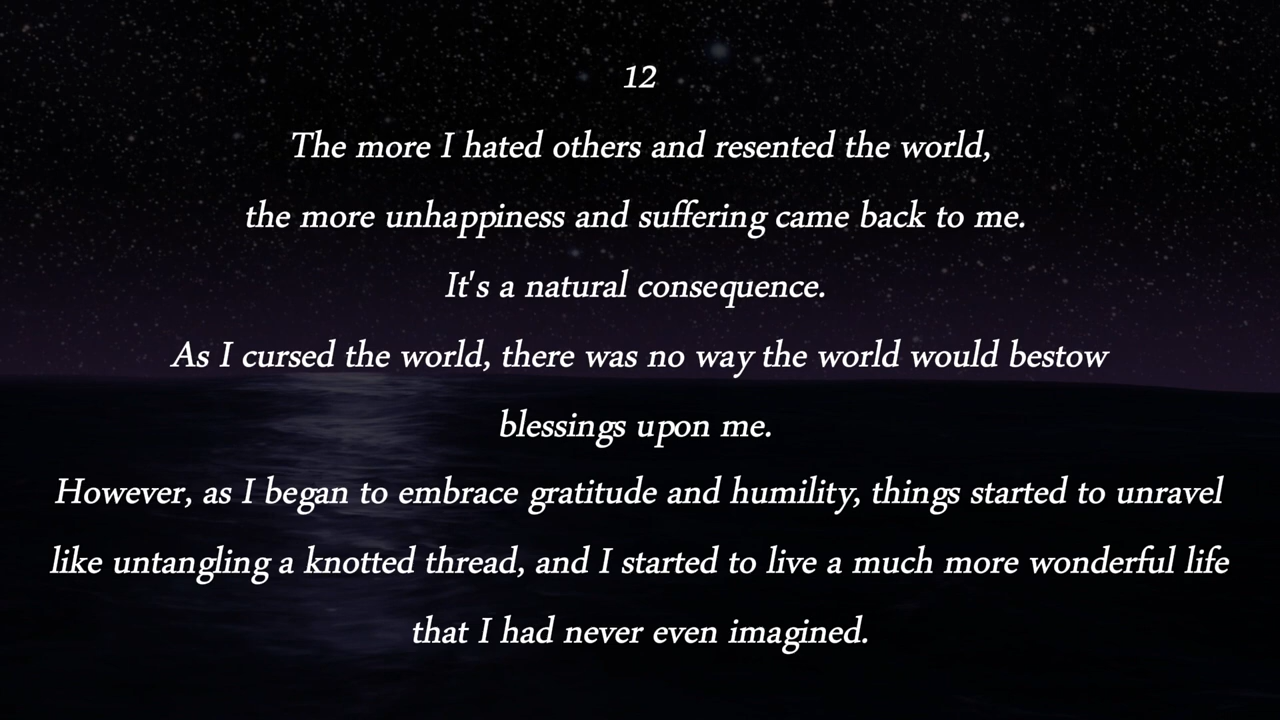 12
The more I hated others and resented the world,
the more unhappiness and suffering came back to me.
It's a natural consequence.
As I cursed the world, there was no way the world would bestow
blessings upon me.
However, as I began to embrace gratitude and humility, things started to unravel
like untangling a knotted thread, and I started to live a much more wonderful life
that I had never even imagined.